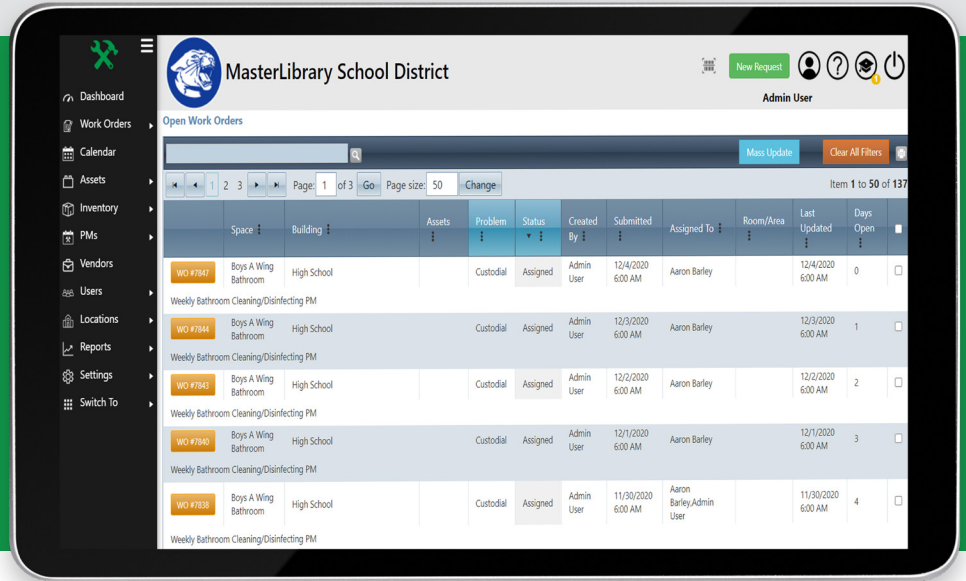 MasterLibrary School District
New Request
1
Admin User
Dashboard
Work Orders
Calendar
Assets
Inventory
PMs
Vendors
Users
Locations
Reports
Settings
Switch To
Open Work Orders
Mass Update
Clear All Filters
1 2 3 Page: 1 of 3 Go Page size: 50 Change Item 1 to 50 of 137
Space Building Assets Problem Status Created By Submitted Assigned To Room/Area Last Updated Days Open
WO #7847 Boys A Wing Bathroom High School Custodial Assigned Admin User 12/4/2020 6:00 AM Aaron Barley 12/4/2020 6:00 AM 0
Weekly Bathroom Cleaning/Disinfecting PM
WO #7844 Boys A Wing Bathroom High School Custodial Assigned Admin User 12/3/2020 6:00 AM Aaron Barley 12/3/2020 6:00 AM 1
Weekly Bathroom Cleaning/Disinfecting PM
WO #7843 Boys A Wing Bathroom High School Custodial Assigned Admin User 12/2/2020 6:00 AM Aaron Barley 12/2/2020 6:00 AM 2
Weekly Bathroom Cleaning/Disinfecting PM
WO #7840 Boys A Wing Bathroom High School Custodial Assigned Admin User 12/1/2020 6:00 AM Aaron Barley 12/1/2020 6:00 AM 3
Weekly Bathroom Cleaning/Disinfecting PM
WO #7838 Boys A Wing Bathroom High School Custodial Assigned Admin User 11/30/2020 6:00 AM Aaron Barley,Admin User 11/30/2020 6:00 AM 4
Weekly Bathroom Cleaning/Disinfecting PM